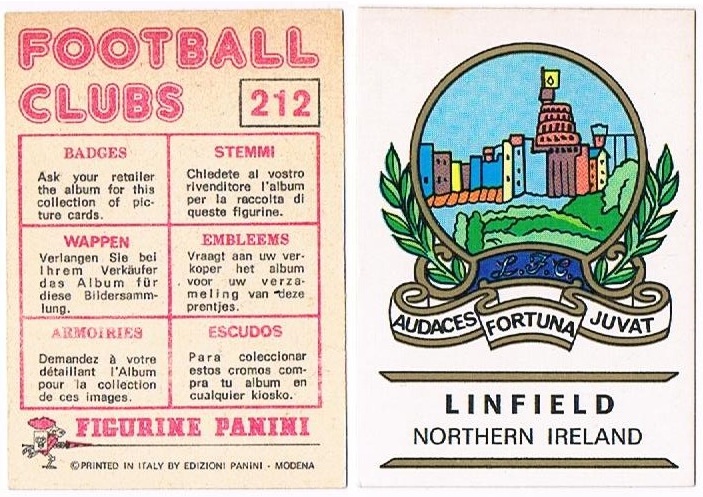 FOOTBALL
CLUBS
212
BADGES
Ask your retailer
the album for this
collection of pic-
ture cards.
STEMMI
Chiedete al vostro
rivenditore l'album
per la raccolta di
queste figurine.
WAPPEN
Verlangen Sie bei
Ihrem Verkäufer
das Album für
diese Bildersamm-
lung.
EMBLEEMS
Vraagt aan uw ver-
koper het album
voor uw verza-
meling van deze
prentjes.
ARMOIRIES
Demandez à votre
détaillant l'Album
pour la collection
de ces images.
ESCUDOS
Para coleccionar
estos cromos com-
pra tu album en
cualquier kiosko.
FIGURINE PANINI
© PRINTED IN ITALY BY EDIZIONI PANINI - MODENA
L.F.C.
AUDACES FORTUNA JUVAT
LINFIELD
NORTHERN IRELAND